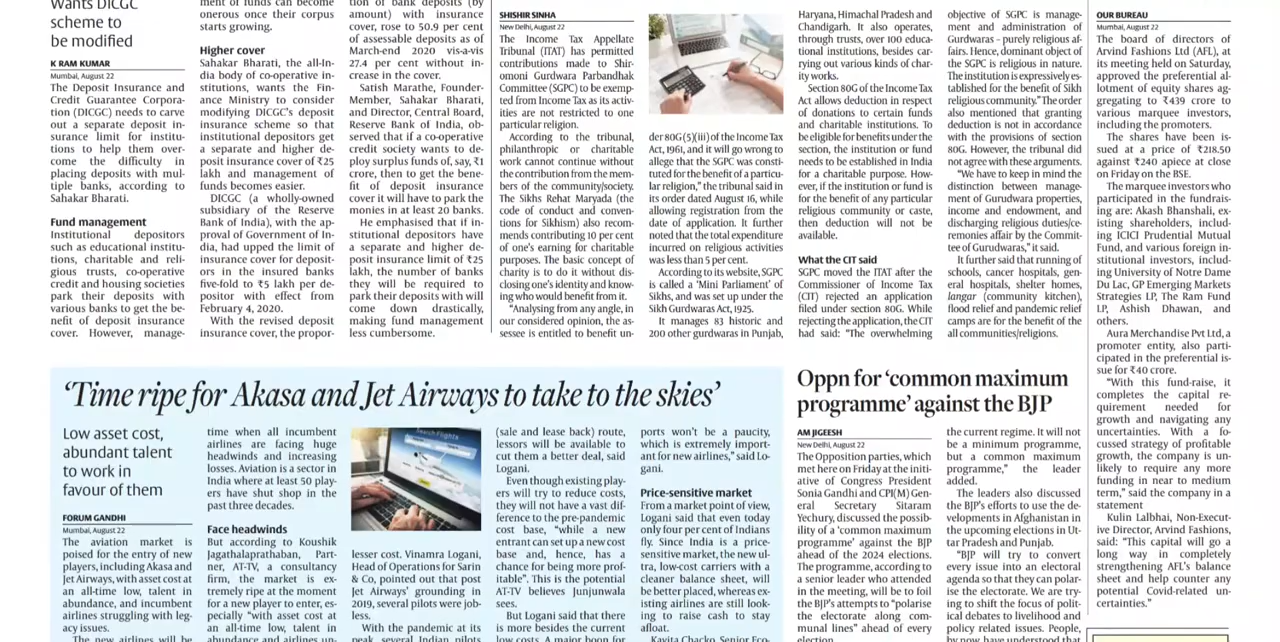 Wants DICGC
scheme to
be modified
K RAM KUMAR
Mumbai, August 22
The Deposit Insurance and
Credit Guarantee Corpora-
tion (DICGC) needs to carve
out a separate deposit in-
surance limit for institu-
tions to help them over-
come the difficulty in
placing deposits with mul-
tiple banks, according to
Sahakar Bharati.
Fund management
Institutional depositors
such as educational institu-
tions, charitable and reli-
gious trusts, co-operative
credit and housing societies
park their deposits with
various banks to get the be-
nefit of deposit insurance
cover. However, manage-
ment of funds can become
onerous once their corpus
starts growing.
Higher cover
Sahakar Bharati, the all-In-
dia body of co-operative in-
stitutions, wants the Fin-
ance Ministry to consider
modifying DICGC's deposit
insurance scheme so that
institutional depositors get
a separate and higher de-
posit insurance cover of ₹25
lakh and management of
funds becomes easier.
DICGC (a wholly-owned
subsidiary of the Reserve
Bank of India), with the ap-
proval of Government of In-
dia, had upped the limit of
insurance cover for deposit-
ors in the insured banks
five-fold to ₹5 lakh per de-
positor with effect from
February 4, 2020.
With the revised deposit
insurance cover, the propor-
tion of bank deposits (by
amount) with insurance
cover, rose to 50.9 per cent
of assessable deposits as of
March-end 2020 vis-a-vis
27.4 per cent without in-
crease in the cover.
Satish Marathe, Founder-
Member, Sahakar Bharati,
and Director, Central Board,
Reserve Bank of India, ob-
served that if a co-operative
credit society wants to de-
ploy surplus funds of, say, ₹1
crore, then to get the bene-
fit of deposit insurance
cover it will have to park the
monies in at least 20 banks.
He emphasised that if in-
stitutional depositors have
a separate and higher de-
posit insurance limit of ₹25
lakh, the number of banks
they will be required to
park their deposits with will
come down drastically,
making fund management
less cumbersome.
SHISHIR SINHA
New Delhi, August 22
The Income Tax Appellate
Tribunal (ITAT) has permitted
contributions made to Shir-
omoni Gurdwara Parbandhak
Committee (SGPC) to be exemp-
ted from Income Tax as its activ-
ities are not restricted to one
particular religion.
According to the tribunal,
philanthropic or charitable
work cannot continue without
the contribution from the mem-
bers of the community/society.
The Sikhs Rehat Maryada (the
code of conduct and conven-
tions for Sikhism) also recom-
mends contributing 10 per cent
of one's earning for charitable
purposes. The basic concept of
charity is to do it without dis-
closing one's identity and know-
ing who would benefit from it.
"Analysing from any angle, in
our considered opinion, the as-
sessee is entitled to benefit un-
der 80G(5)(iii) of the Income Tax
Act, 1961, and it will go wrong to
allege that the SGPC was consti-
tuted for the benefit of a particu-
lar religion," the tribunal said in
its order dated August 16, while
allowing registration from the
date of application. It further
noted that the total expenditure
incurred on religious activities
was less than 5 per cent.
According to its website, SGPC
is called a 'Mini Parliament' of
Sikhs, and was set up under the
Sikh Gurdwaras Act, 1925.
It manages 83 historic and
200 other gurdwaras in Punjab,
Haryana, Himachal Pradesh and
Chandigarh. It also operates,
through trusts, over 100 educa-
tional institutions, besides car-
rying out various kinds of char-
ity works.
Section 80G of the Income Tax
Act allows deduction in respect
of donations to certain funds
and charitable institutions. To
be eligible for benefits under the
section, the institution or fund
needs to be established in India
for a charitable purpose. How-
ever, if the institution or fund is
for the benefit of any particular
religious community or caste,
then deduction will not be
available.
What the CIT said
SGPC moved the ITAT after the
Commissioner of Income Tax
(CIT) rejected an application
filed under section 80G. While
rejecting the application, the CIT
had said: "The overwhelming
objective of SGPC is manage-
ment and administration of
Gurdwaras – purely religious af-
fairs. Hence, dominant object of
the SGPC is religious in nature.
The institution is expressively es-
tablished for the benefit of Sikh
religious community." The order
also mentioned that granting
deduction is not in accordance
with the provisions of section
80G. However, the tribunal did
not agree with these arguments.
"We have to keep in mind the
distinction between manage-
ment of Gurudwara properties,
income and endowment, and
discharging religious duties/ce-
remonies affair by the Commit-
tee of Gurudwaras," it said.
It further said that running of
schools, cancer hospitals, gen-
eral hospitals, shelter homes,
langar (community kitchen),
flood relief and pandemic relief
camps are for the benefit of the
all communities/religions.
OUR BUREAU
Mumbai, August 22
The board of directors of
Arvind Fashions Ltd (AFL), at
its meeting held on Saturday,
approved the preferential al-
lotment of equity shares ag-
gregating to ₹439 crore to
various marquee investors,
including the promoters.
The shares have been is-
sued at a price of ₹218.50
against ₹240 apiece at close
on Friday on the BSE.
The marquee investors who
participated in the fundrais-
ing are: Akash Bhanshali, ex-
isting shareholders, includ-
ing ICICI Prudential Mutual
Fund, and various foreign in-
stitutional investors, includ-
ing University of Notre Dame
Du Lac, GP Emerging Markets
Strategies LP, The Ram Fund
LP, Ashish Dhawan, and
others.
Aura Merchandise Pvt Ltd, a
promoter entity, also parti-
cipated in the preferential is-
sue for ₹40 crore.
"With this fund-raise, it
completes the capital re-
quirement needed for
growth and navigating any
uncertainties. With a fo-
cussed strategy of profitable
growth, the company is un-
likely to require any more
funding in near to medium
term," said the company in a
statement
Kulin Lalbhai, Non-Execut-
ive Director, Arvind Fashions,
said: "This capital will go a
long way in completely
strengthening AFL's balance
sheet and help counter any
potential Covid-related un-
certainties."
'Time ripe for Akasa and Jet Airways to take to the skies'
Low asset cost,
abundant talent
to work in
favour of them
FORUM GANDHI
Mumbai, August 22
The aviation market is
poised for the entry of new
players, including Akasa and
Jet Airways, with asset cost at
an all-time low, talent in
abundance, and incumbent
airlines struggling with leg-
acy issues.
The new airlines will be
time when all incumbent
airlines are facing huge
headwinds and increasing
losses. Aviation is a sector in
India where at least 50 play-
ers have shut shop in the
past three decades.
Face headwinds
But according to Koushik
Jagathalaprathaban, Part-
ner, AT-TV, a consultancy
firm, the market is ex-
tremely ripe at the moment
for a new player to enter, es-
pecially "with asset cost at
an all-time low, talent in
abundance and airlines un-
Search Flights
lesser cost. Vinamra Logani,
Head of Operations for Sarin
& Co, pointed out that post
Jet Airways' grounding in
2019, several pilots were job-
less.
With the pandemic at its
peak, several Indian pilots
(sale and lease back) route,
lessors will be available to
cut them a better deal, said
Logani.
Even though existing play-
ers will try to reduce costs,
they will not have a vast dif-
ference to the pre-pandemic
cost base, "while a new
entrant can set up a new cost
base and, hence, has a
chance for being more prof-
itable". This is the potential
AT-TV believes Junjunwala
sees.
But Logani said that there
is more besides the current
low costs. A major boon for
ports won't be a paucity,
which is extremely import-
ant for new airlines," said Lo-
gani.
Price-sensitive market
From a market point of view,
Logani said that even today
only four per cent of Indians
fly. Since India is a price-
sensitive market, the new ul-
tra, low-cost carriers with a
cleaner balance sheet, will
be better placed, whereas ex-
isting airlines are still look-
ing to raise cash to stay
afloat.
Kavita Chacko Senior Eco-
Oppn for 'common maximum
programme' against the BJP
AM JIGEESH
New Delhi, August 22
The Opposition parties, which
met here on Friday at the initi-
ative of Congress President
Sonia Gandhi and CPI(M) Gen-
eral Secretary Sitaram
Yechury, discussed the possib-
ility of a 'common maximum
programme' against the BJP
ahead of the 2024 elections.
The programme, according to
a senior leader who attended
in the meeting, will be to foil
the BJP's attempts to "polarise
the electorate along com-
munal lines" ahead of every
election.
the current regime. It will not
be a minimum programme,
but a common maximum
programme," the leader
added.
The leaders also discussed
the BJP's efforts to use the de-
velopments in Afghanistan in
the upcoming elections in Ut-
tar Pradesh and Punjab.
"BJP will try to convert
every issue into an electoral
agenda so that they can polar-
ise the electorate. We are try-
ing to shift the focus of polit-
ical debates to livelihood and
policy related issues. People,
by now have understood that